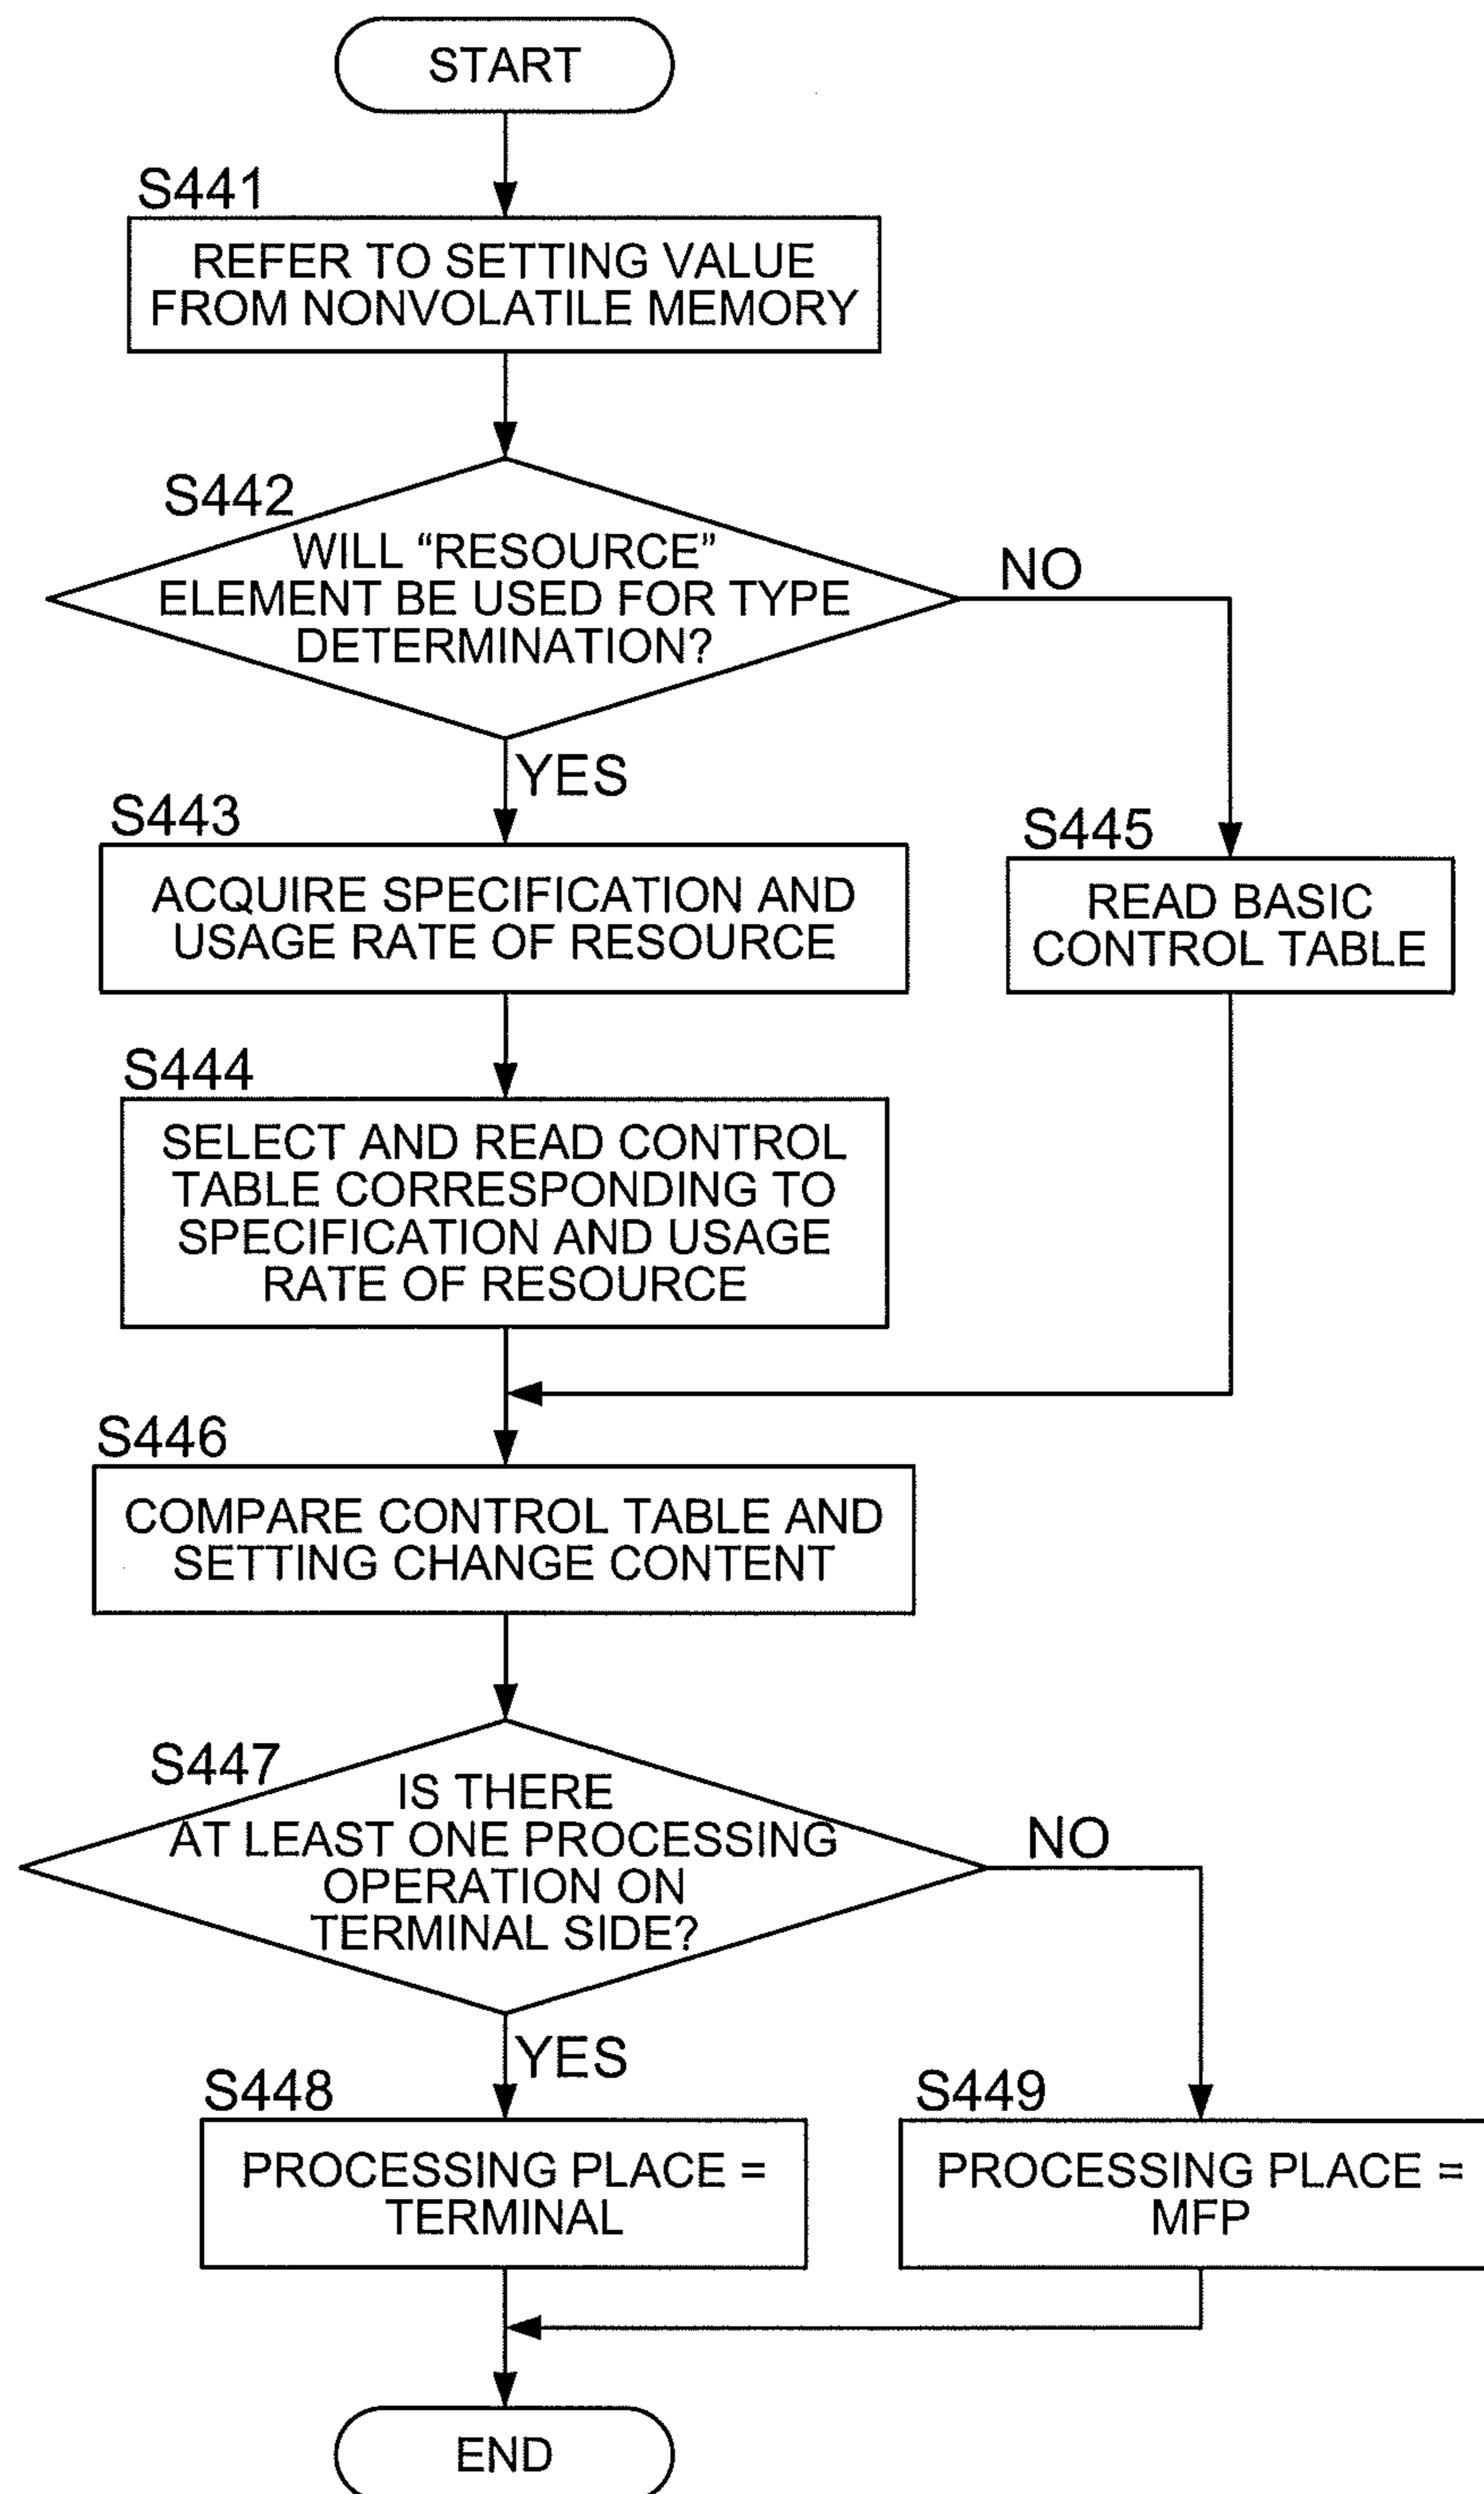 START
S441
REFER TO SETTING VALUE
FROM NONVOLATILE MEMORY
S442
WILL “RESOURCE”
ELEMENT BE USED FOR TYPE
DETERMINATION?
NO
YES
S443
ACQUIRE SPECIFICATION AND
USAGE RATE OF RESOURCE
S445
READ BASIC
CONTROL TABLE
S444
SELECT AND READ CONTROL
TABLE CORRESPONDING TO
SPECIFICATION AND USAGE
RATE OF RESOURCE
S446
COMPARE CONTROL TABLE AND
SETTING CHANGE CONTENT
S447
IS THERE
AT LEAST ONE PROCESSING
OPERATION ON
TERMINAL SIDE?
NO
YES
S448
PROCESSING PLACE =
TERMINAL
S449
PROCESSING PLACE =
MFP
END